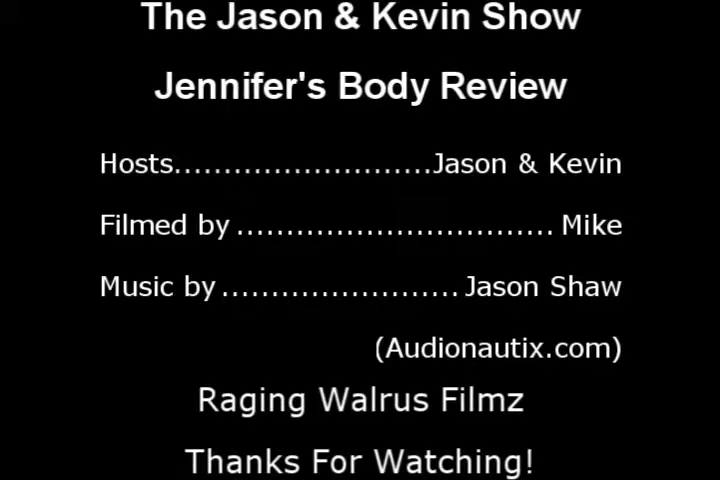 The Jason & Kevin Show
Jennifer's Body Review
Hosts..........................Jason & Kevin
Filmed by ................................ Mike
Music by ........................ Jason Shaw
(Audionautix.com)
Raging Walrus Filmz
Thanks For Watching!